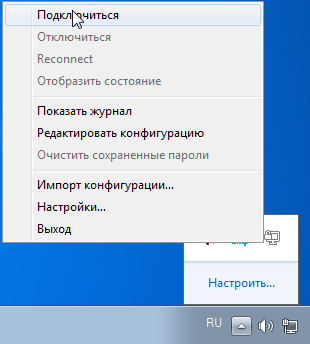 Подключиться
Отключиться
Reconnect
Отобразить состояние
Показать журнал
Редактировать конфигурацию
Очистить сохраненные пароли
Импорт конфигурации...
Настройки...
Выход
Настроить...
RU